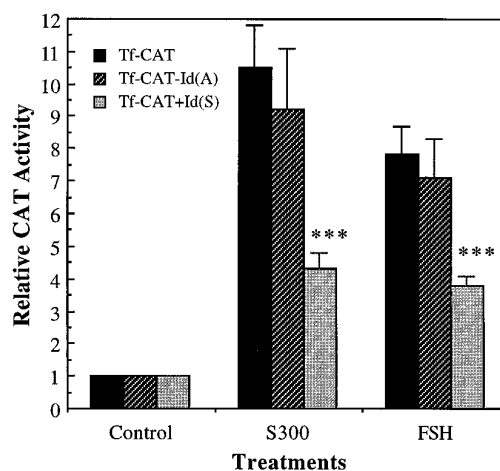 12
11
10
9
8
7
6
5
4
3
2
1
0
Relative CAT Activity
Tf-CAT
Tf-CAT-Id(A)
Tf-CAT+Id(S)
***
***
Control
S300
FSH
Treatments